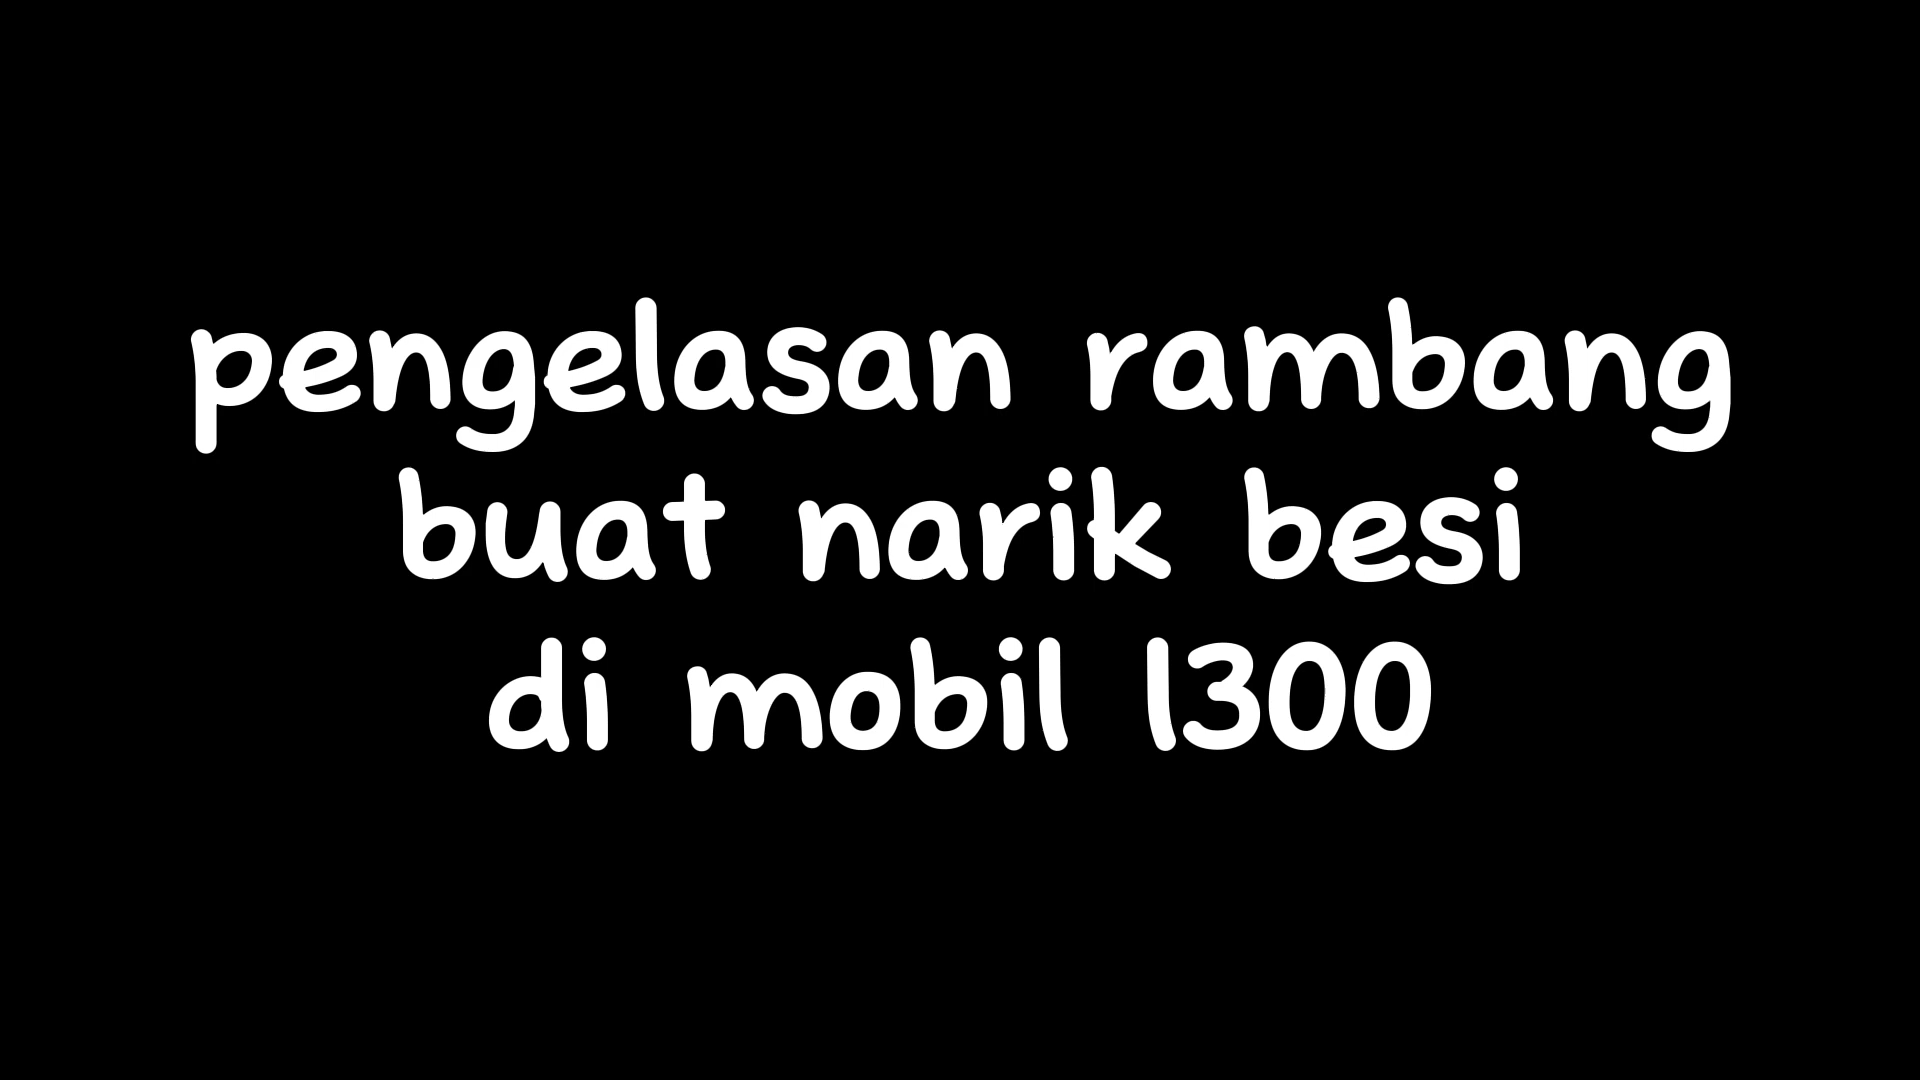 pengelasan rambang
buat narik besi
di mobil l300